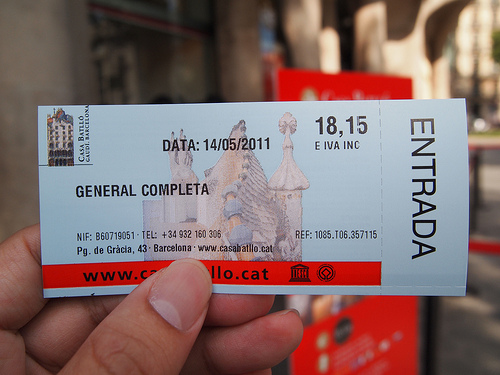 CASA BATLLÓ
GAUDÍ, BARCELONA
DATA: 14/05/2011
18,15
€ IVA INC
GENERAL COMPLETA
NIF: B60719051 · TEL: +34 932 160 306
REF: 1085.T06.357115
Pg. de Gràcia, 43 · Barcelona · www.casabatllo.cat
llo.cat
ENTRADA